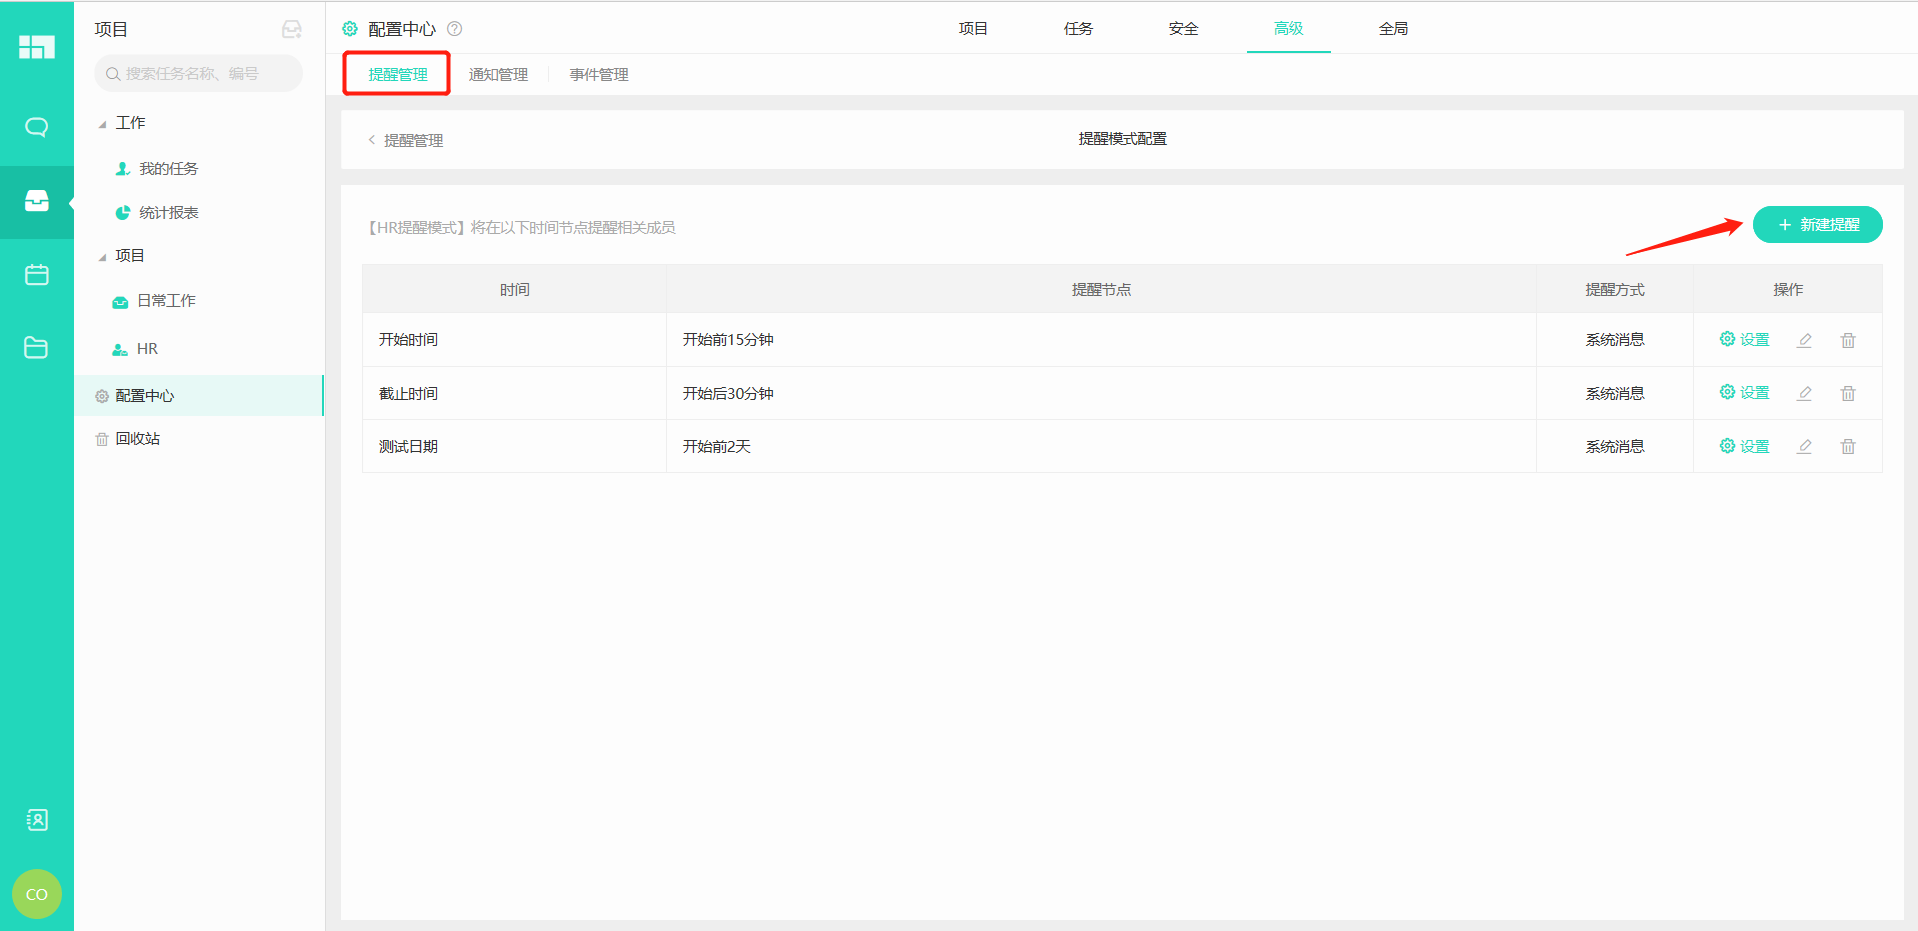 项目
搜索任务名称、编号
工作
我的任务
统计报表
项目
日常工作
HR
配置中心
回收站
CO
配置中心
项目
任务
安全
高级
全局
提醒管理
通知管理
事件管理
< 提醒管理
提醒模式配置
【HR提醒模式】将在以下时间节点提醒相关成员
+ 新建提醒
时间 提醒节点 提醒方式 操作
开始时间 开始前15分钟 系统消息 设置
截止时间 开始后30分钟 系统消息 设置
测试日期 开始前2天 系统消息 设置